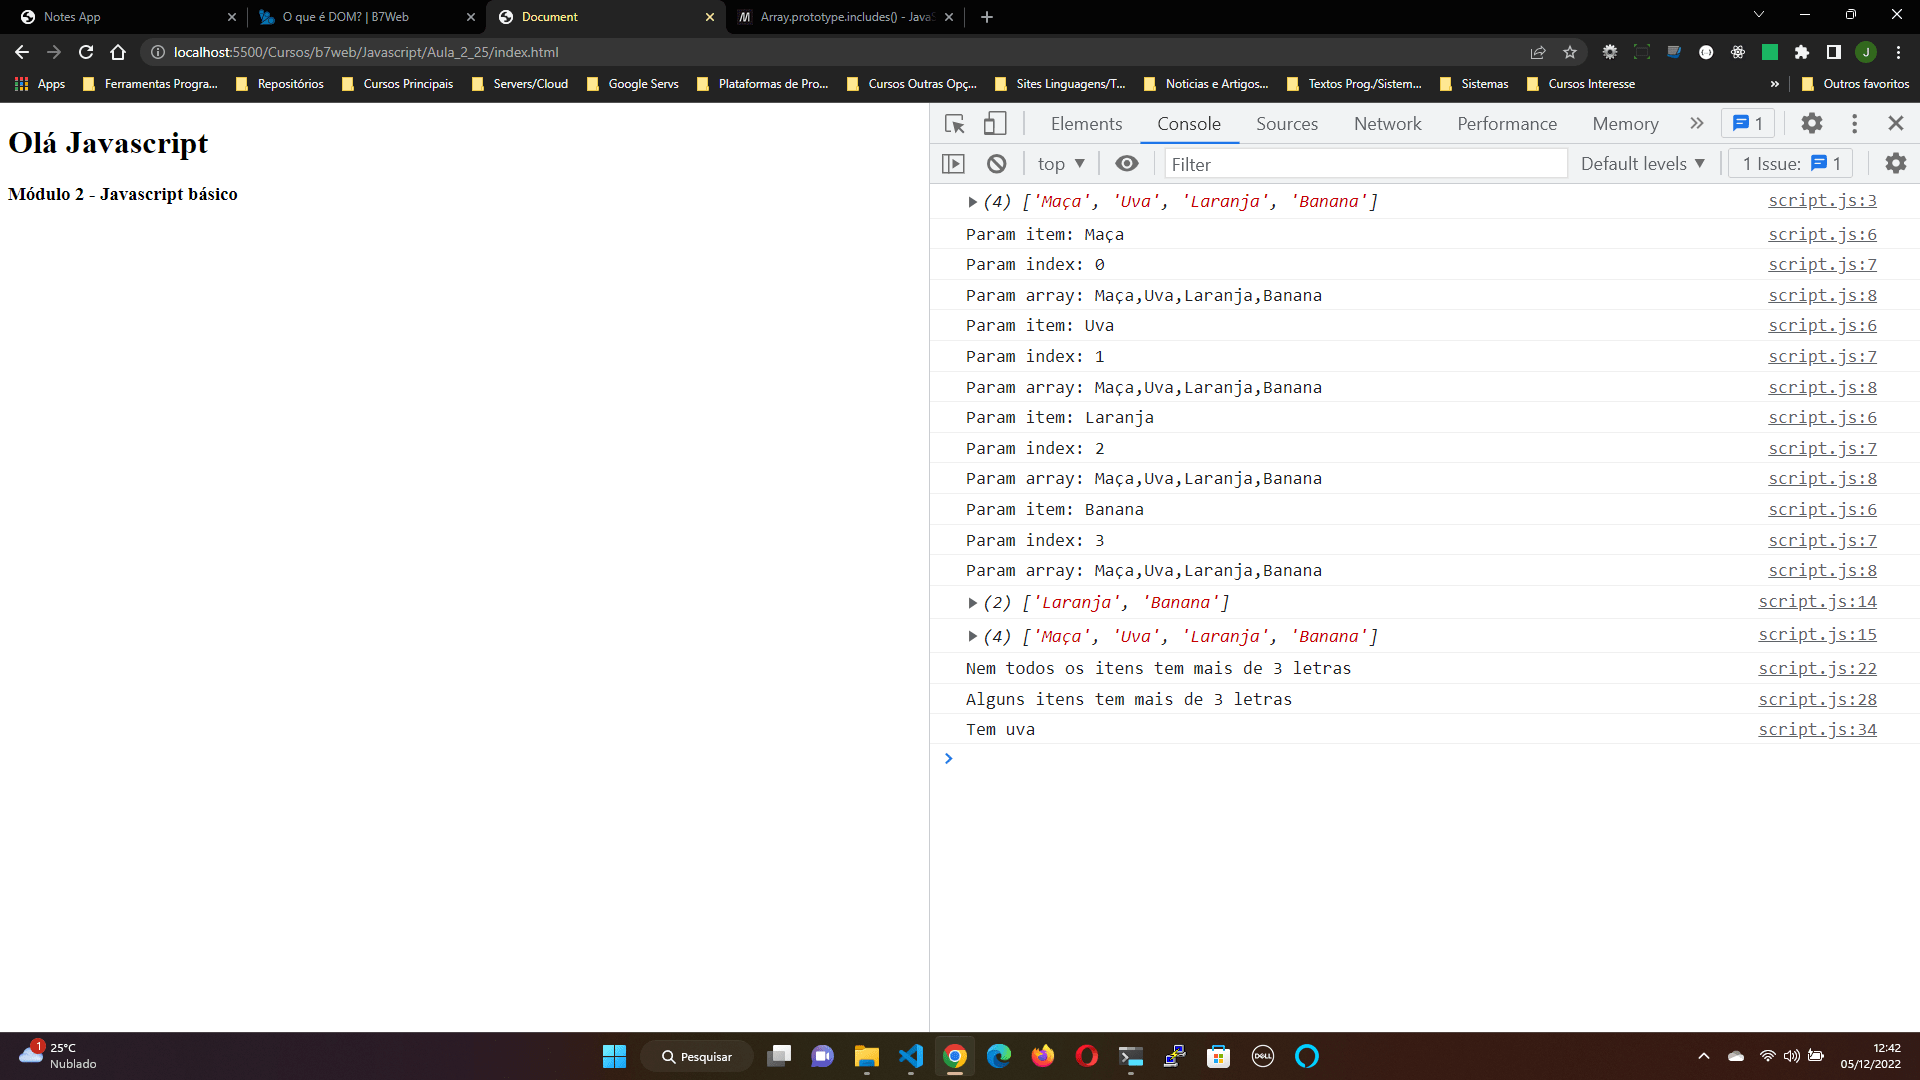 Notes App
O que é DOM? | B7Web
Document
Array.prototype.includes() - Java
localhost:5500/Cursos/b7web/Javascript/Aula_2_25/index.html
J
Apps
Ferramentas Progra...
Repositórios
Cursos Principais
Servers/Cloud
Google Servs
Plataformas de Pro...
Cursos Outras Opç...
Sites Linguagens/T...
Noticias e Artigos...
Textos Prog./Sistem...
Sistemas
Cursos Interesse
»
Outros favoritos
Olá Javascript
Módulo 2 - Javascript básico
Elements
Console
Sources
Network
Performance
Memory
1
top
Filter
Default levels
1 Issue: 1
(4) ['Maça', 'Uva', 'Laranja', 'Banana'] script.js:3
Param item: Maça script.js:6
Param index: 0 script.js:7
Param array: Maça,Uva,Laranja,Banana script.js:8
Param item: Uva script.js:6
Param index: 1 script.js:7
Param array: Maça,Uva,Laranja,Banana script.js:8
Param item: Laranja script.js:6
Param index: 2 script.js:7
Param array: Maça,Uva,Laranja,Banana script.js:8
Param item: Banana script.js:6
Param index: 3 script.js:7
Param array: Maça,Uva,Laranja,Banana script.js:8
(2) ['Laranja', 'Banana'] script.js:14
(4) ['Maça', 'Uva', 'Laranja', 'Banana'] script.js:15
Nem todos os itens tem mais de 3 letras script.js:22
Alguns itens tem mais de 3 letras script.js:28
Tem uva script.js:34
1
25°C
Nublado
Pesquisar
DELL
12:42
05/12/2022